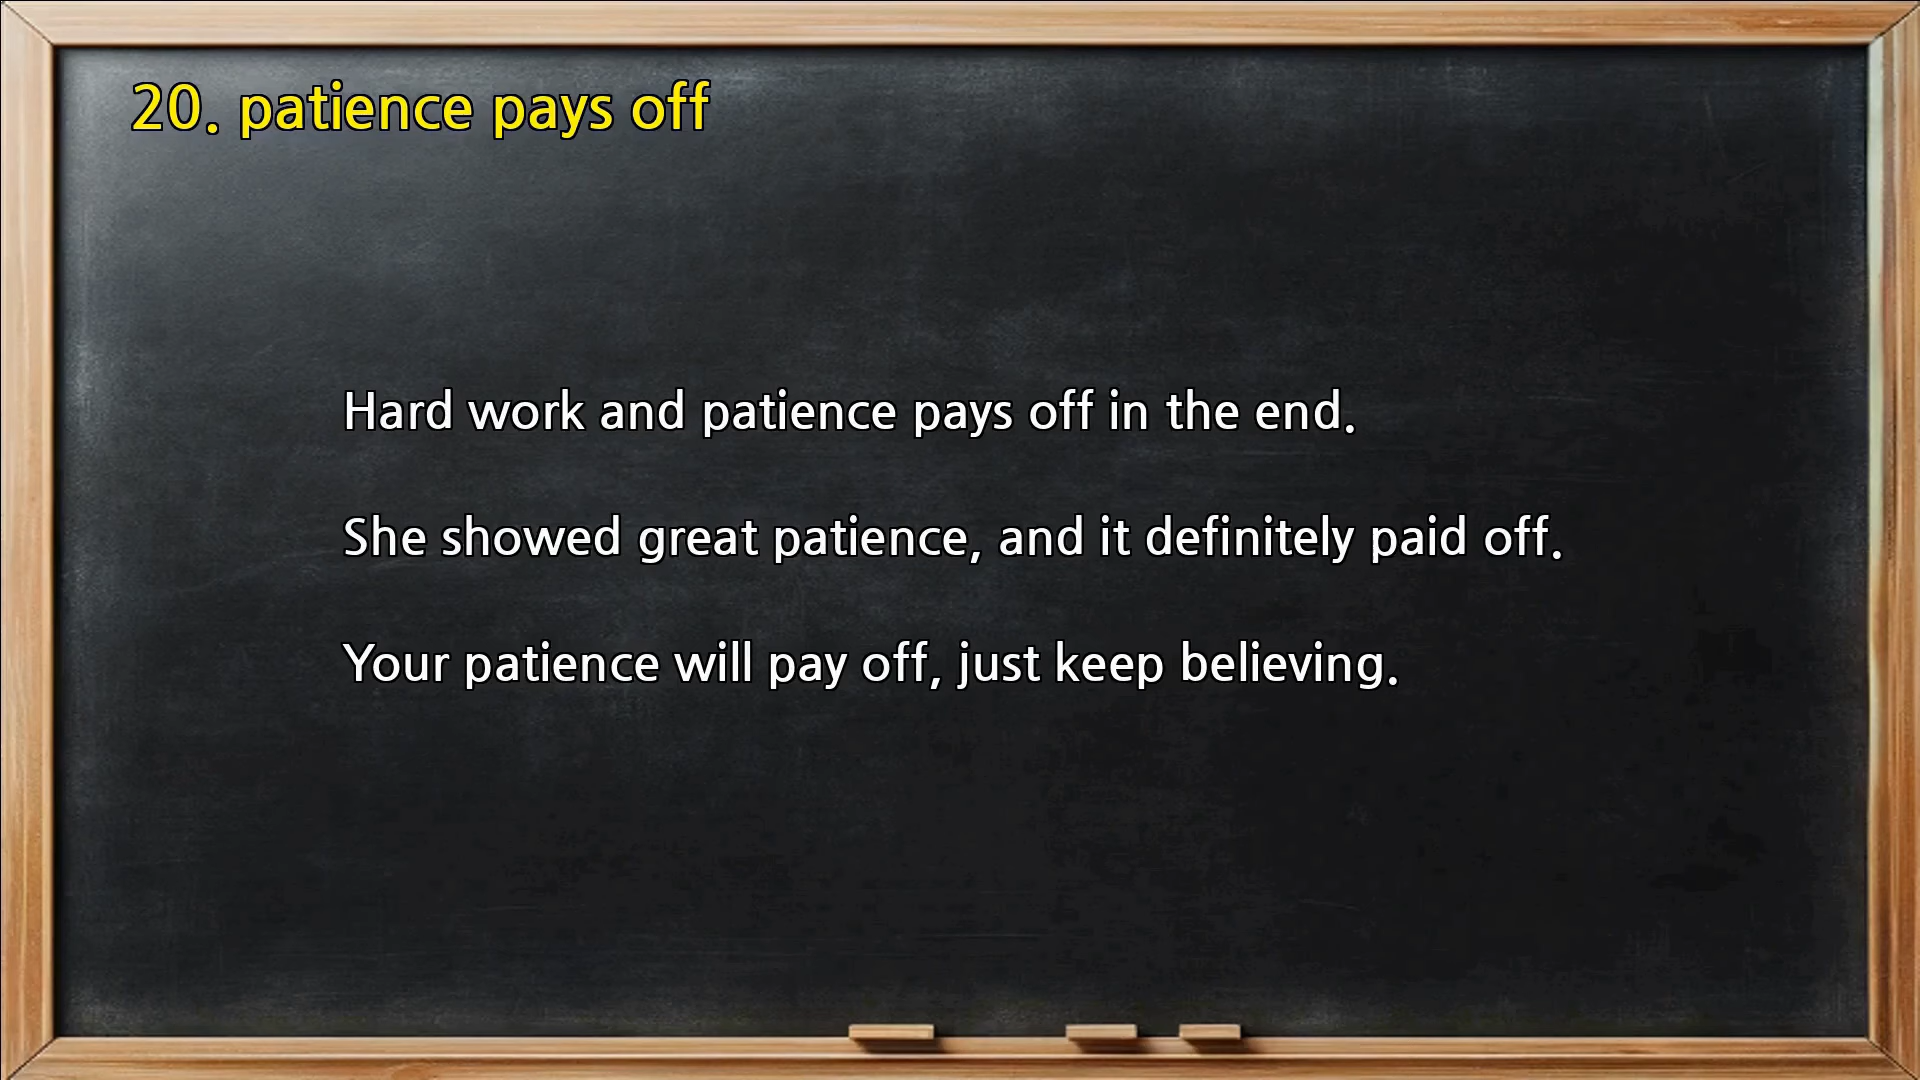 20. patience pays off
Hard work and patience pays off in the end.
She showed great patience, and it definitely paid off.
Your patience will pay off, just keep believing.